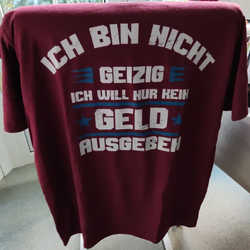 ICH BIN NICHT
GEIZIG
ICH WILL NUR KEIN
GELD
AUSGEBEN